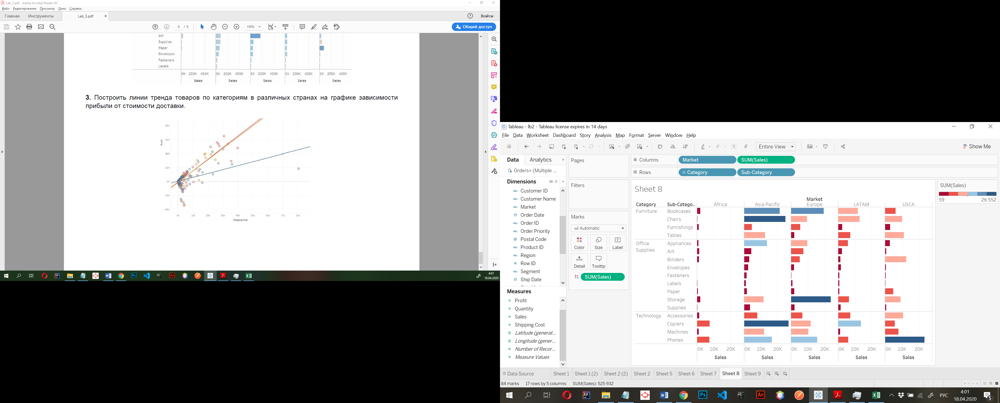 Lab_3.pdf - Adobe Acrobat Reader DC
Файл Редактирование Просмотр Окно Справка
Главная Инструменты Lab_3.pdf × Войти
9 / 9 150% Общий доступ
Art
Supplies
Paper
Envelopes
Fasteners
Labels
0K 200K 400K 0K 200K 400K 0K 200K 400K 0K 200K 400K 0K 200K 400K
Sales Sales Sales Sales Sales
3. Построить линии тренда товаров по категориям в различных странах на графике зависимости
прибыли от стоимости доставки.
80K
60K
Profit
40K
20K
0K
-20K
-40K
0K 10K 20K 30K 40K 50K 60K 70K 80K
Shipping Cost
4:01
18.04.2020
Tableau - lb2 - Tableau license expires in 14 days
File Data Worksheet Dashboard Story Analysis Map Format Server Window Help
Entire View Show Me
Data Analytics
Orders+ (Multiple ...
Dimensions
Abc Customer ID
Abc Customer Name
Abc Market
Order Date
Abc Order ID
Abc Order Priority
Postal Code
Abc Product ID
Abc Region
# Row ID
Abc Segment
Ship Date
Measures
# Profit
# Quantity
# Sales
# Shipping Cost
Latitude (generat...
Longitude (gener...
Number of Recor...
# Measure Values
Pages
Filters
Marks
Automatic
Color Size Label
Detail Tooltip
SUM(Sales)
Columns Market SUM(Sales)
Rows Category Sub-Category
Sheet 8
Market
Category Sub-Catego.. Africa Asia Pacific Europe LATAM USCA
Furniture Bookcases
Chairs
Furnishings
Tables
Office Supplies Appliances
Art
Binders
Envelopes
Fasteners
Labels
Paper
Storage
Supplies
Technology Accessories
Copiers
Machines
Phones
0K 10K 20K 0K 10K 20K 0K 10K 20K 0K 10K 20K 0K 10K 20K
Sales Sales Sales Sales Sales
SUM(Sales)
59 26 552
Data Source Sheet 1 Sheet 1 (2) Sheet 2 (2) Sheet 2 Sheet 5 Sheet 6 Sheet 7 Sheet 8 Sheet 9
84 marks 17 rows by 5 columns SUM(Sales): 525 932
РУС 4:01
18.04.2020 5